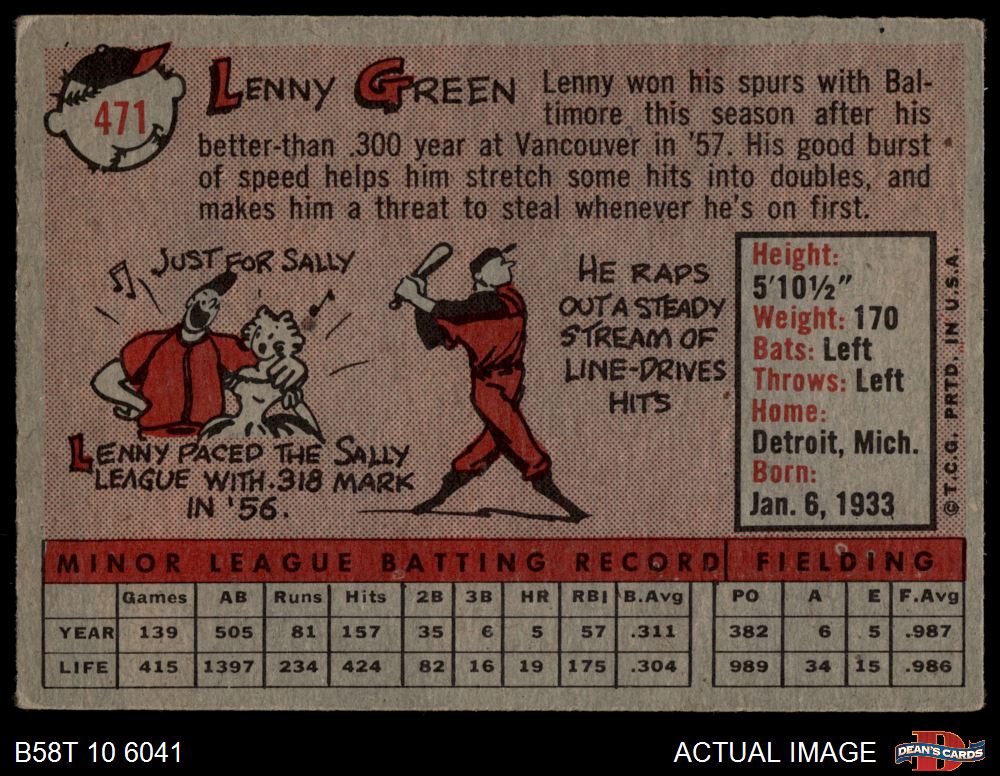 471
LENNY GREEN
Lenny won his spurs with Bal-
timore this season after his
better-than .300 year at Vancouver in '57. His good burst
of speed helps him stretch some hits into doubles, and
makes him a threat to steal whenever he's on first.
JUST FOR SALLY
LENNY PACED THE SALLY
LEAGUE WITH .318 MARK
IN '56.
HE RAPS
OUT A STEADY
STREAM OF
LINE-DRIVES
HITS
Height:
5'10½"
Weight: 170
Bats: Left
Throws: Left
Home:
Detroit, Mich.
Born:
Jan. 6, 1933
© T.C.G. PRTD. IN U.S.A.
MINOR LEAGUE BATTING RECORD FIELDING
Games AB Runs Hits 2B 3B HR RBI B.Avg PO A E F.Avg
YEAR 139 505 81 157 35 6 5 57 .311 382 6 5 .987
LIFE 415 1397 234 424 82 16 19 175 .304 989 34 15 .986
B58T 10 6041
ACTUAL IMAGE
DEAN'S CARDS